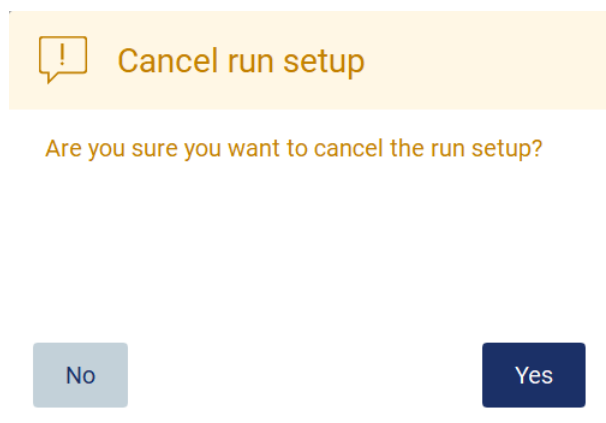 Cancel run setup
Are you sure you want to cancel the run setup?
No
Yes